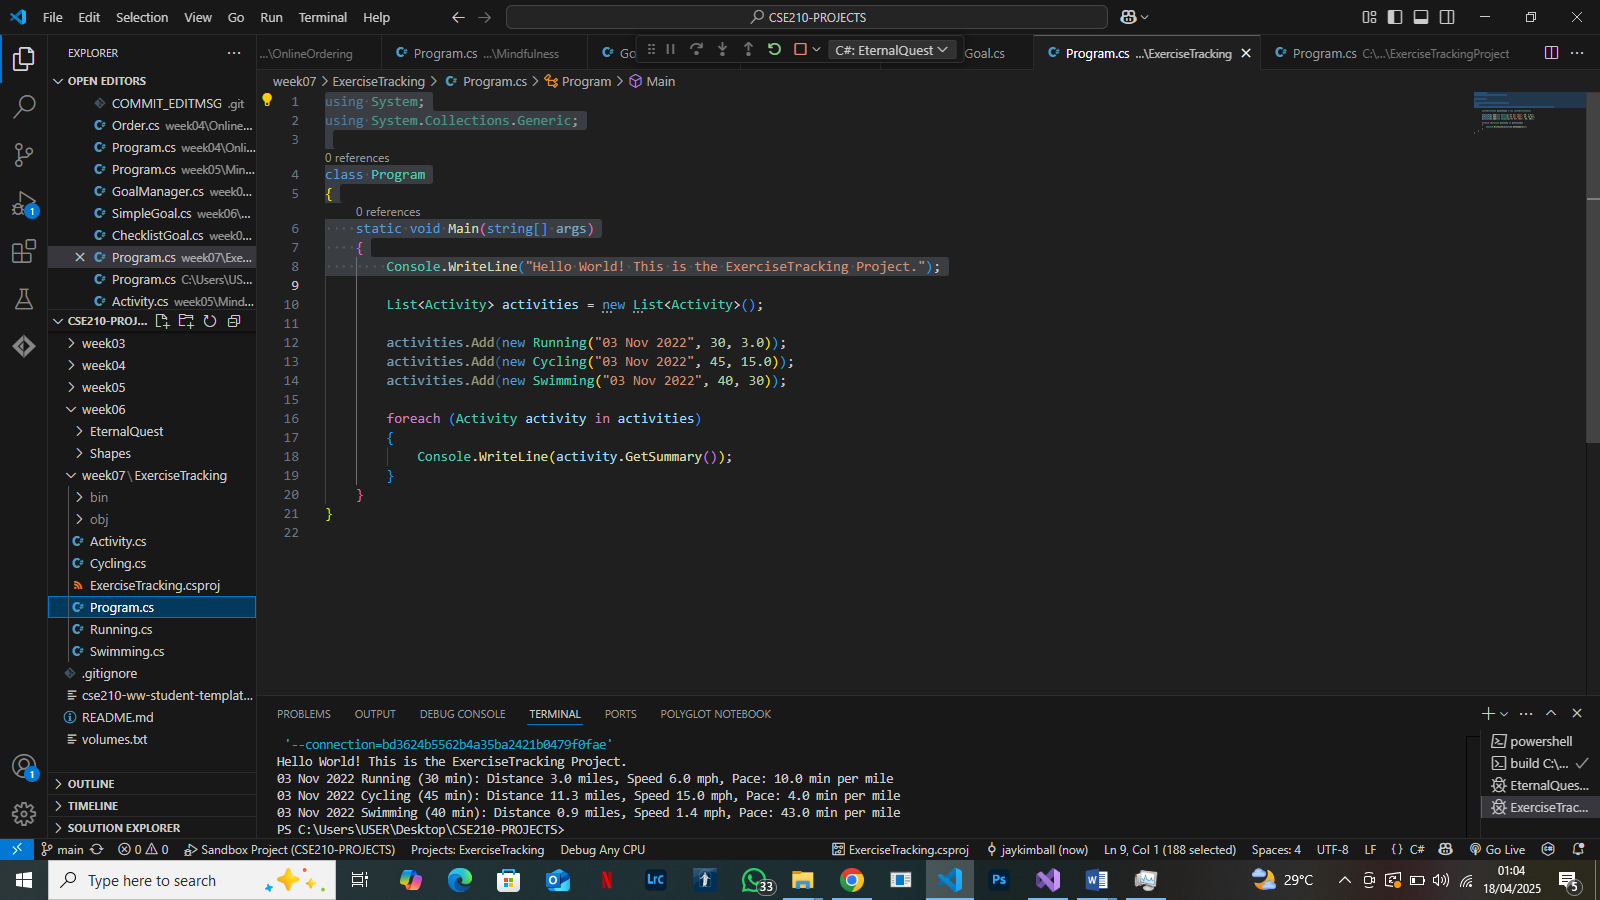 File Edit Selection View Go Run Terminal Help
CSE210-PROJECTS
EXPLORER
...\OnlineOrdering
Program.cs ...\Mindfulness
Go
C#: EternalQuest
Goal.cs
Program.cs ...\ExerciseTracking
Program.cs C:\...\ExerciseTrackingProject
week07 > ExerciseTracking > Program.cs > Program > Main
OPEN EDITORS
COMMIT_EDITMSG .git
Order.cs week04\Online...
Program.cs week04\Onli...
Program.cs week05\Min...
GoalManager.cs week0...
SimpleGoal.cs week06\...
ChecklistGoal.cs week0...
Program.cs week07\Exe...
Program.cs C:\Users\US...
Activity.cs week05\Mind...
CSE210-PROJ...
week03
week04
week05
week06
EternalQuest
Shapes
week07\ExerciseTracking
bin
obj
Activity.cs
Cycling.cs
ExerciseTracking.csproj
Program.cs
Running.cs
Swimming.cs
.gitignore
cse210-ww-student-templat...
README.md
volumes.txt
OUTLINE
TIMELINE
SOLUTION EXPLORER
1 using System;
2 using System.Collections.Generic;
3
0 references
4 class Program
5 {
0 references
6 static void Main(string[] args)
7 {
8 Console.WriteLine("Hello World! This is the ExerciseTracking Project.");
9
10 List<Activity> activities = new List<Activity>();
11
12 activities.Add(new Running("03 Nov 2022", 30, 3.0));
13 activities.Add(new Cycling("03 Nov 2022", 45, 15.0));
14 activities.Add(new Swimming("03 Nov 2022", 40, 30));
15
16 foreach (Activity activity in activities)
17 {
18 Console.WriteLine(activity.GetSummary());
19 }
20 }
21 }
22
PROBLEMS OUTPUT DEBUG CONSOLE TERMINAL PORTS POLYGLOT NOTEBOOK
'--connection=bd3624b5562b4a35ba2421b0479f0fae'
Hello World! This is the ExerciseTracking Project.
03 Nov 2022 Running (30 min): Distance 3.0 miles, Speed 6.0 mph, Pace: 10.0 min per mile
03 Nov 2022 Cycling (45 min): Distance 11.3 miles, Speed 15.0 mph, Pace: 4.0 min per mile
03 Nov 2022 Swimming (40 min): Distance 0.9 miles, Speed 1.4 mph, Pace: 43.0 min per mile
PS C:\Users\USER\Desktop\CSE210-PROJECTS>
powershell
build C:\...
EternalQues...
ExerciseTrac...
main 0 0 Sandbox Project (CSE210-PROJECTS) Projects: ExerciseTracking Debug Any CPU ExerciseTracking.csproj jaykimball (now) Ln 9, Col 1 (188 selected) Spaces: 4 UTF-8 LF {} C# Go Live
Type here to search
Lrc
33
Ps
29°C
01:04
18/04/2025
5